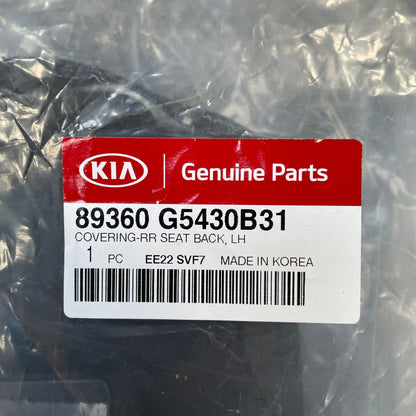 KIA Genuine Parts
89360 G5430B31
COVERING-RR SEAT BACK, LH
1 PC EE22 SVF7 MADE IN KOREA